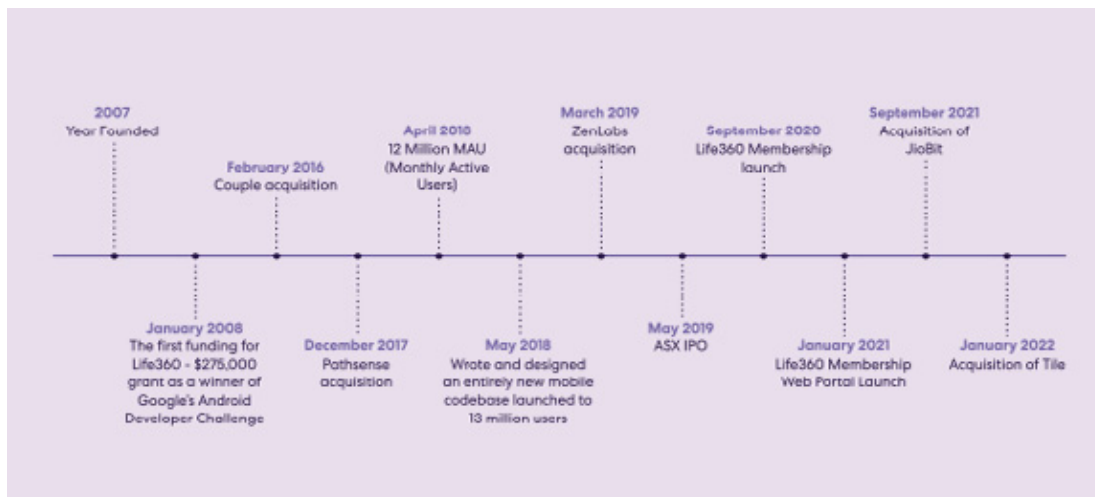 2007
Year Founded
January 2008
The first funding for
Life360 - $275,000
grant as a winner of
Google's Android
Developer Challenge
February 2016
Couple acquisition
December 2017
Pathsense
acquisition
April 2018
12 Million MAU
(Monthly Active
Users)
May 2018
Wrote and designed
an entirely new mobile
codebase launched to
13 million users
March 2019
ZenLabs
acquisition
May 2019
ASX IPO
September 2020
Life360 Membership
launch
January 2021
Life360 Membership
Web Portal Launch
September 2021
Acquisition of
JioBit
January 2022
Acquisition of Tile